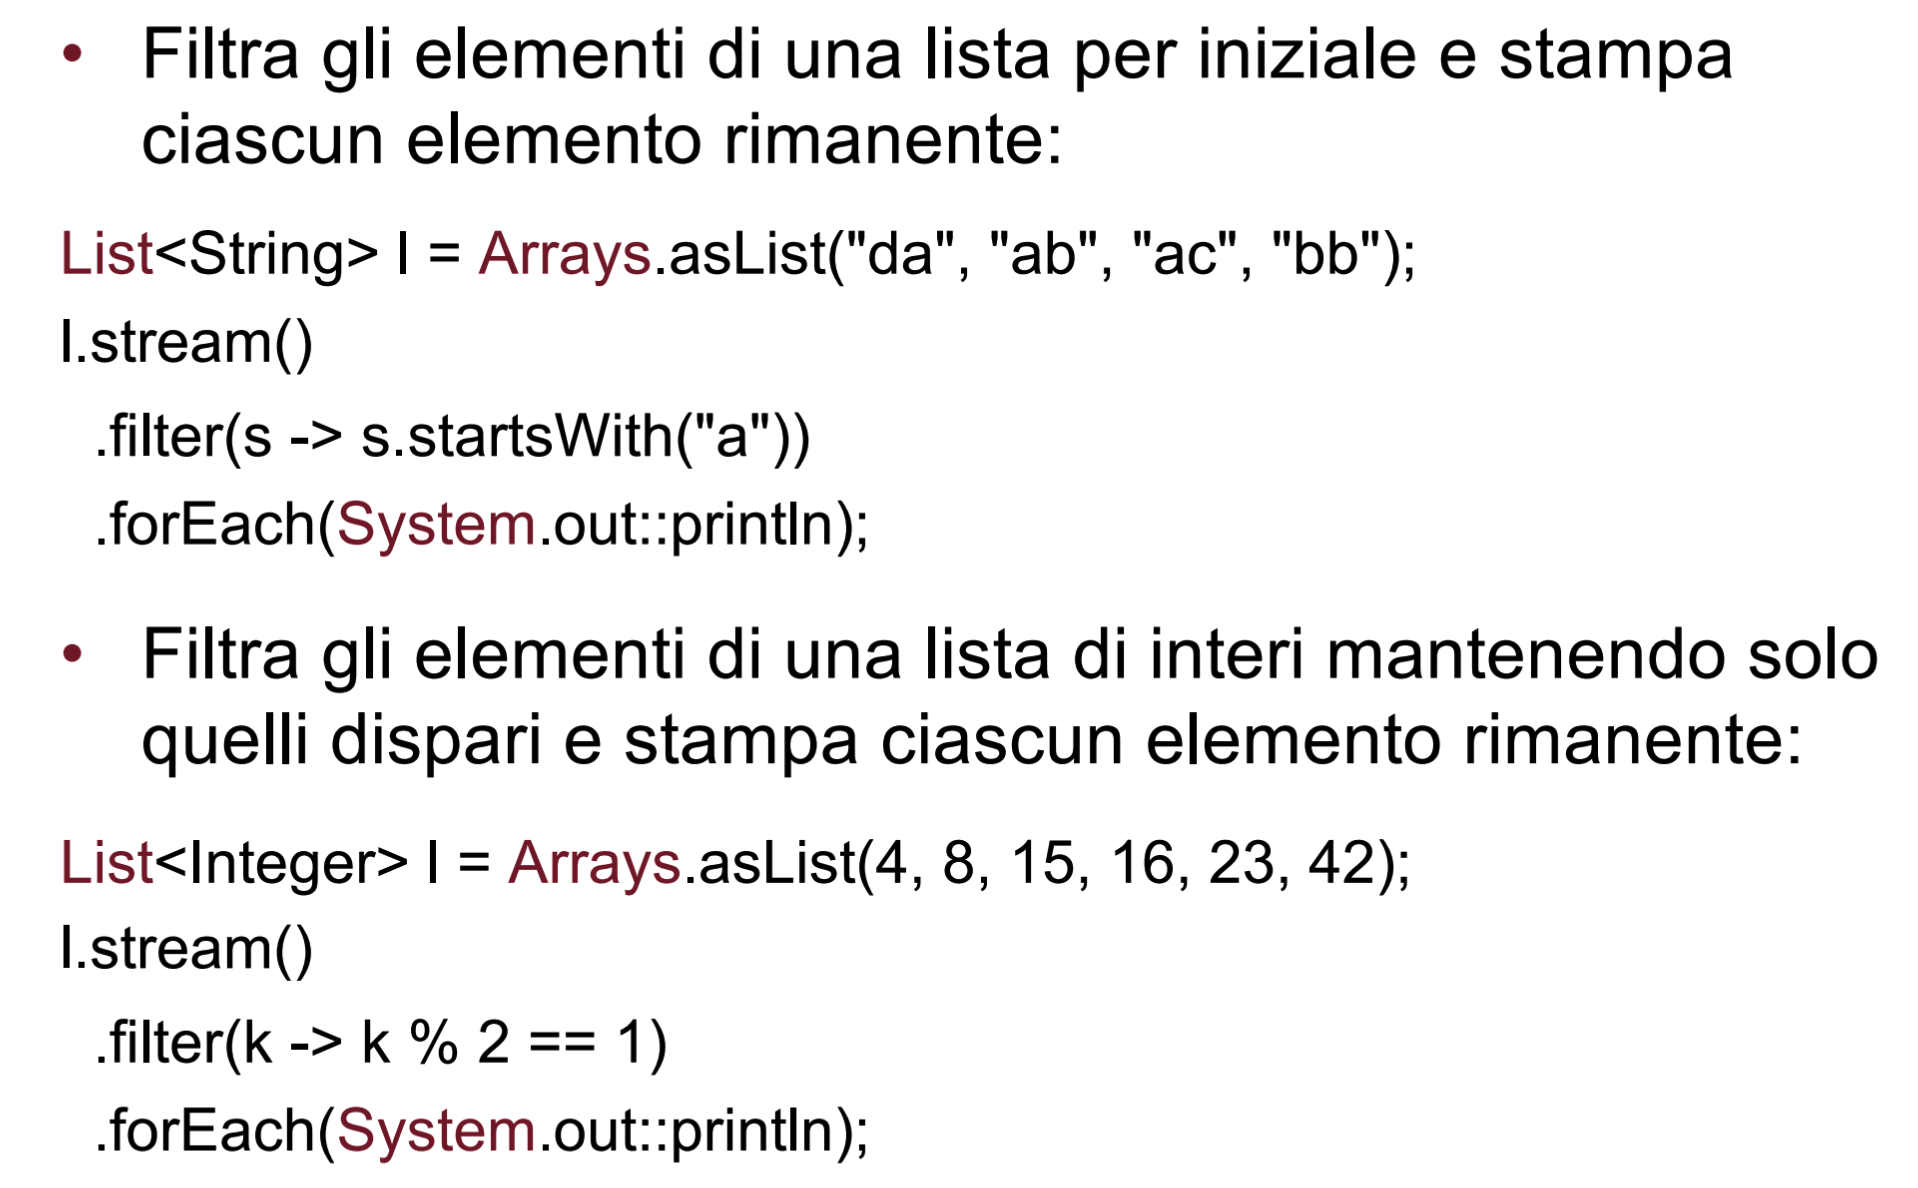 • Filtra gli elementi di una lista per iniziale e stampa
ciascun elemento rimanente:
List<String> l = Arrays.asList("da", "ab", "ac", "bb");
l.stream()
.filter(s -> s.startsWith("a"))
.forEach(System.out::println);
• Filtra gli elementi di una lista di interi mantenendo solo
quelli dispari e stampa ciascun elemento rimanente:
List<Integer> l = Arrays.asList(4, 8, 15, 16, 23, 42);
l.stream()
.filter(k -> k % 2 == 1)
.forEach(System.out::println);